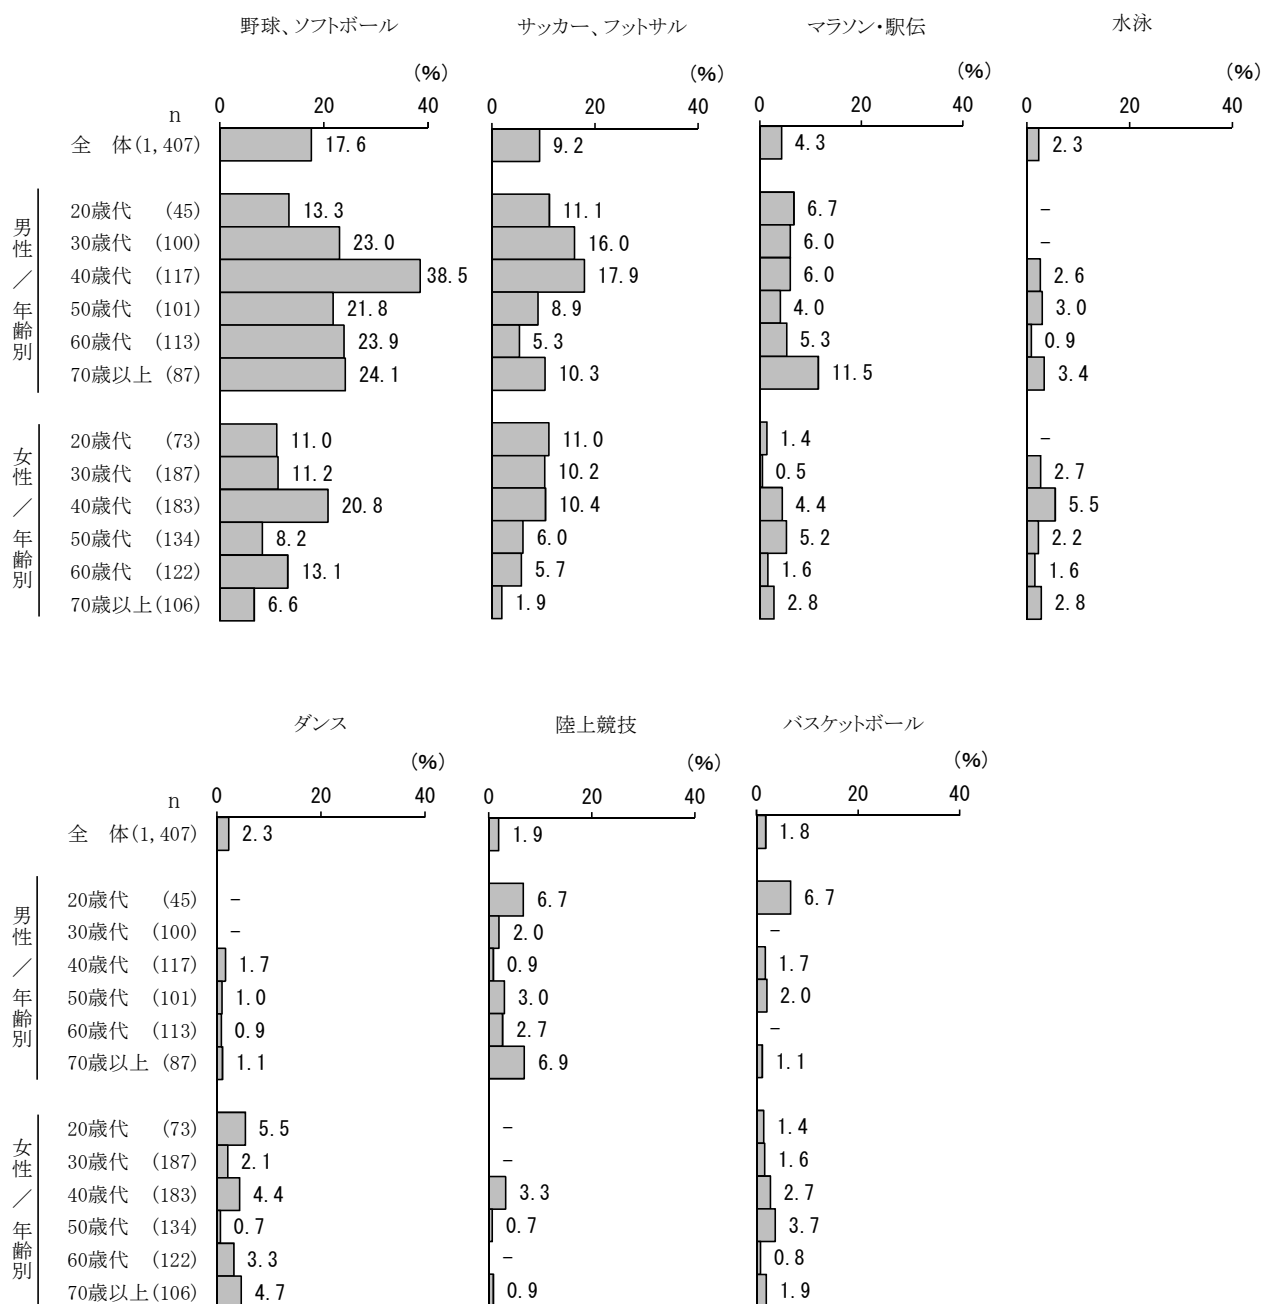 野球、ソフトボール サッカー、フットサル マラソン・駅伝 水泳
(%) (%) (%) (%)
0 20 40 0 20 40 0 20 40 0 20 40
n
全 体(1,407) 17.6 9.2 4.3 2.3
男性／年齢別
20歳代 (45) 13.3 11.1 6.7 -
30歳代 (100) 23.0 16.0 6.0 -
40歳代 (117) 38.5 17.9 6.0 2.6
50歳代 (101) 21.8 8.9 4.0 3.0
60歳代 (113) 23.9 5.3 5.3 0.9
70歳以上 (87) 24.1 10.3 11.5 3.4
女性／年齢別
20歳代 (73) 11.0 11.0 1.4 -
30歳代 (187) 11.2 10.2 0.5 2.7
40歳代 (183) 20.8 10.4 4.4 5.5
50歳代 (134) 8.2 6.0 5.2 2.2
60歳代 (122) 13.1 5.7 1.6 1.6
70歳以上(106) 6.6 1.9 2.8 2.8
ダンス 陸上競技 バスケットボール
(%) (%) (%)
0 20 40 0 20 40 0 20 40
n
全 体(1,407) 2.3 1.9 1.8
男性／年齢別
20歳代 (45) - 6.7 6.7
30歳代 (100) - 2.0 -
40歳代 (117) 1.7 0.9 1.7
50歳代 (101) 1.0 3.0 2.0
60歳代 (113) 0.9 2.7 -
70歳以上 (87) 1.1 6.9 1.1
女性／年齢別
20歳代 (73) 5.5 - 1.4
30歳代 (187) 2.1 - 1.6
40歳代 (183) 4.4 3.3 2.7
50歳代 (134) 0.7 0.7 3.7
60歳代 (122) 3.3 - 0.8
70歳以上(106) 4.7 0.9 1.9